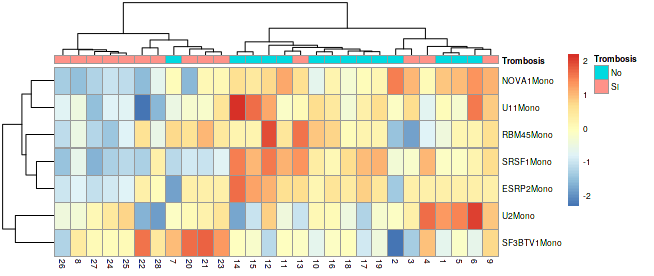 Trombosis
NOVA1Mono
U11Mono
RBM45Mono
SRSF1Mono
ESRP2Mono
U2Mono
SF3BTV1Mono
26 8 27 24 25 22 28 7 20 21 23 14 15 12 11 13 10 16 18 17 19 2 3 4 1 5 6 9
2
1
0
-1
-2
Trombosis
No
SI